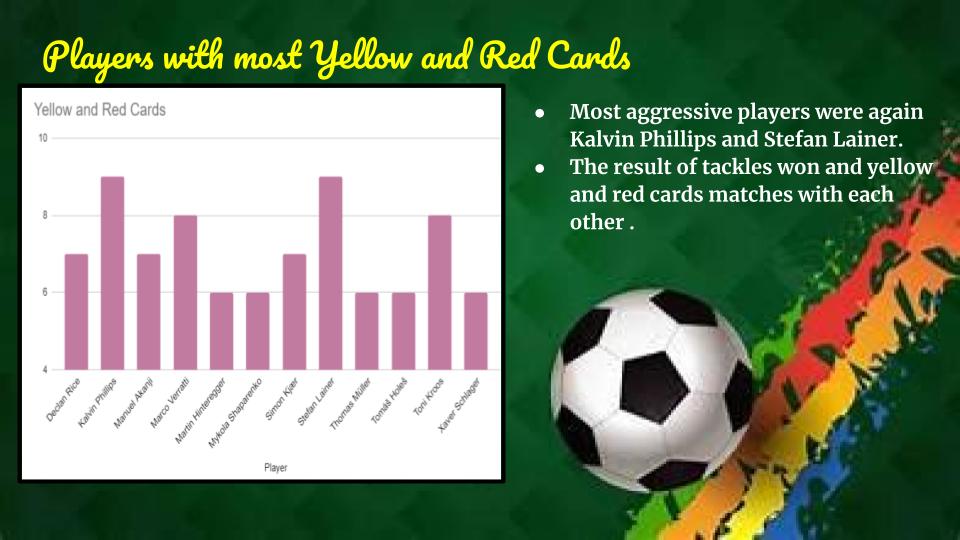 Players with most Yellow and Red Cards
Yellow and Red Cards
10
8
6
4
Declan Rice
Kalvin Phillips
Manuel Akanji
Marco Verratti
Martin Hinteregger
Mykola Shaparenko
Simon Kjær
Stefan Lainer
Thomas Müller
Tomáš Holeš
Toni Kroos
Xaver Schlager
Player
● Most aggressive players were again
Kalvin Phillips and Stefan Lainer.
● The result of tackles won and yellow
and red cards matches with each
other .